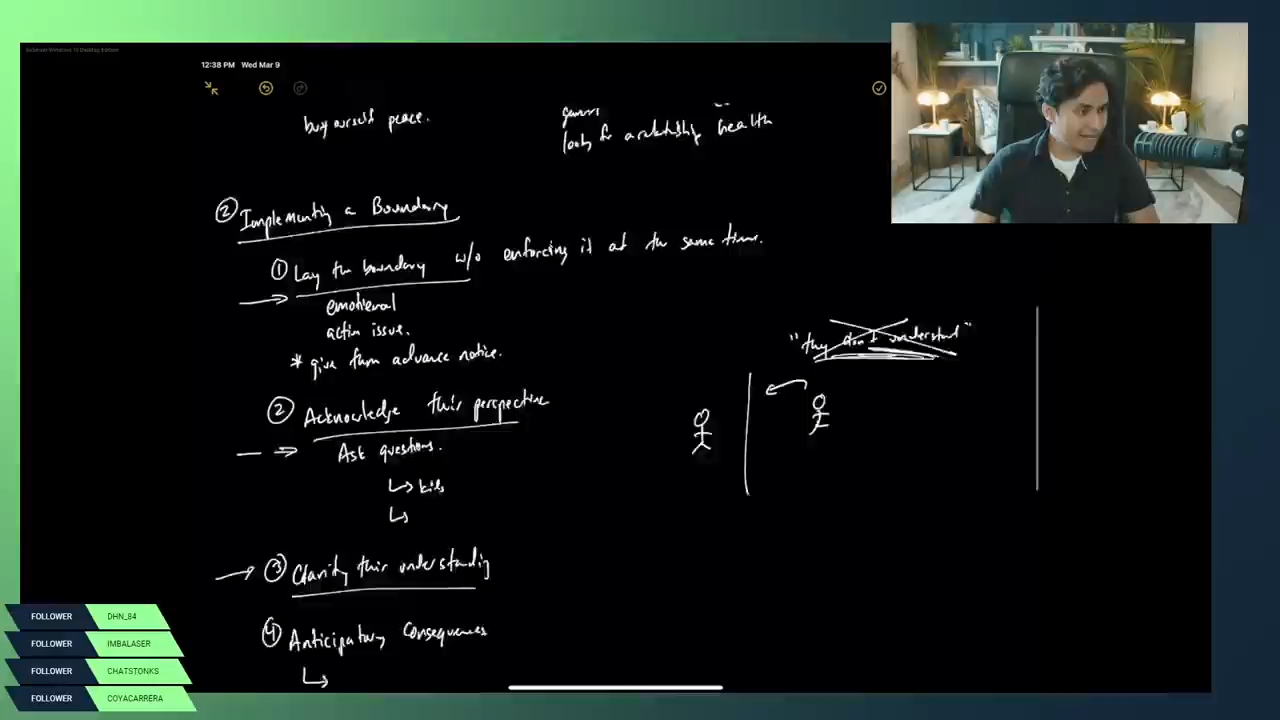 12:38 PM Wed Mar 9
buy ourself peace.
looks for a relationship health
② Implementing a Boundary
① Lay the boundary w/o enforcing it at the same time.
emotional
action issue.
* give them advance notice.
"they don't understand"
② Acknowledge their perspective
Ask questions.
↳ kids
↳
③ Clarify their understanding
④ Anticipatory Consequences
↳
FOLLOWER DHN_84
FOLLOWER IMBALASER
FOLLOWER CHATSTONKS
FOLLOWER COYACARRERA